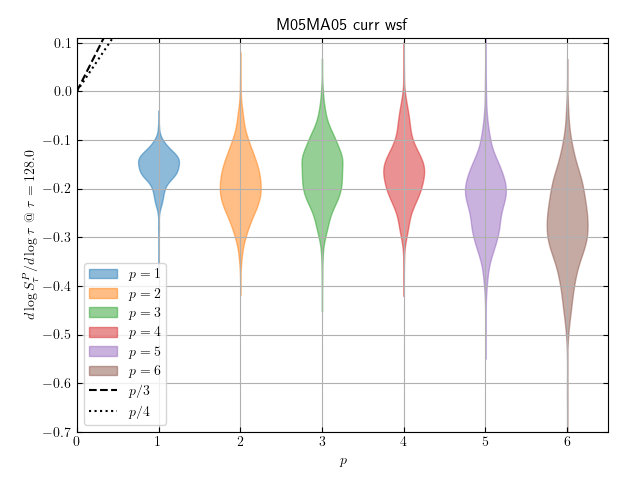 M05MA05 curr wsf
d log S_τ^P / d log τ @ τ = 128.0
0.1
0.0
−0.1
−0.2
−0.3
−0.4
−0.5
−0.6
−0.7
p = 1
p = 2
p = 3
p = 4
p = 5
p = 6
p/3
p/4
0 1 2 3 4 5 6
p